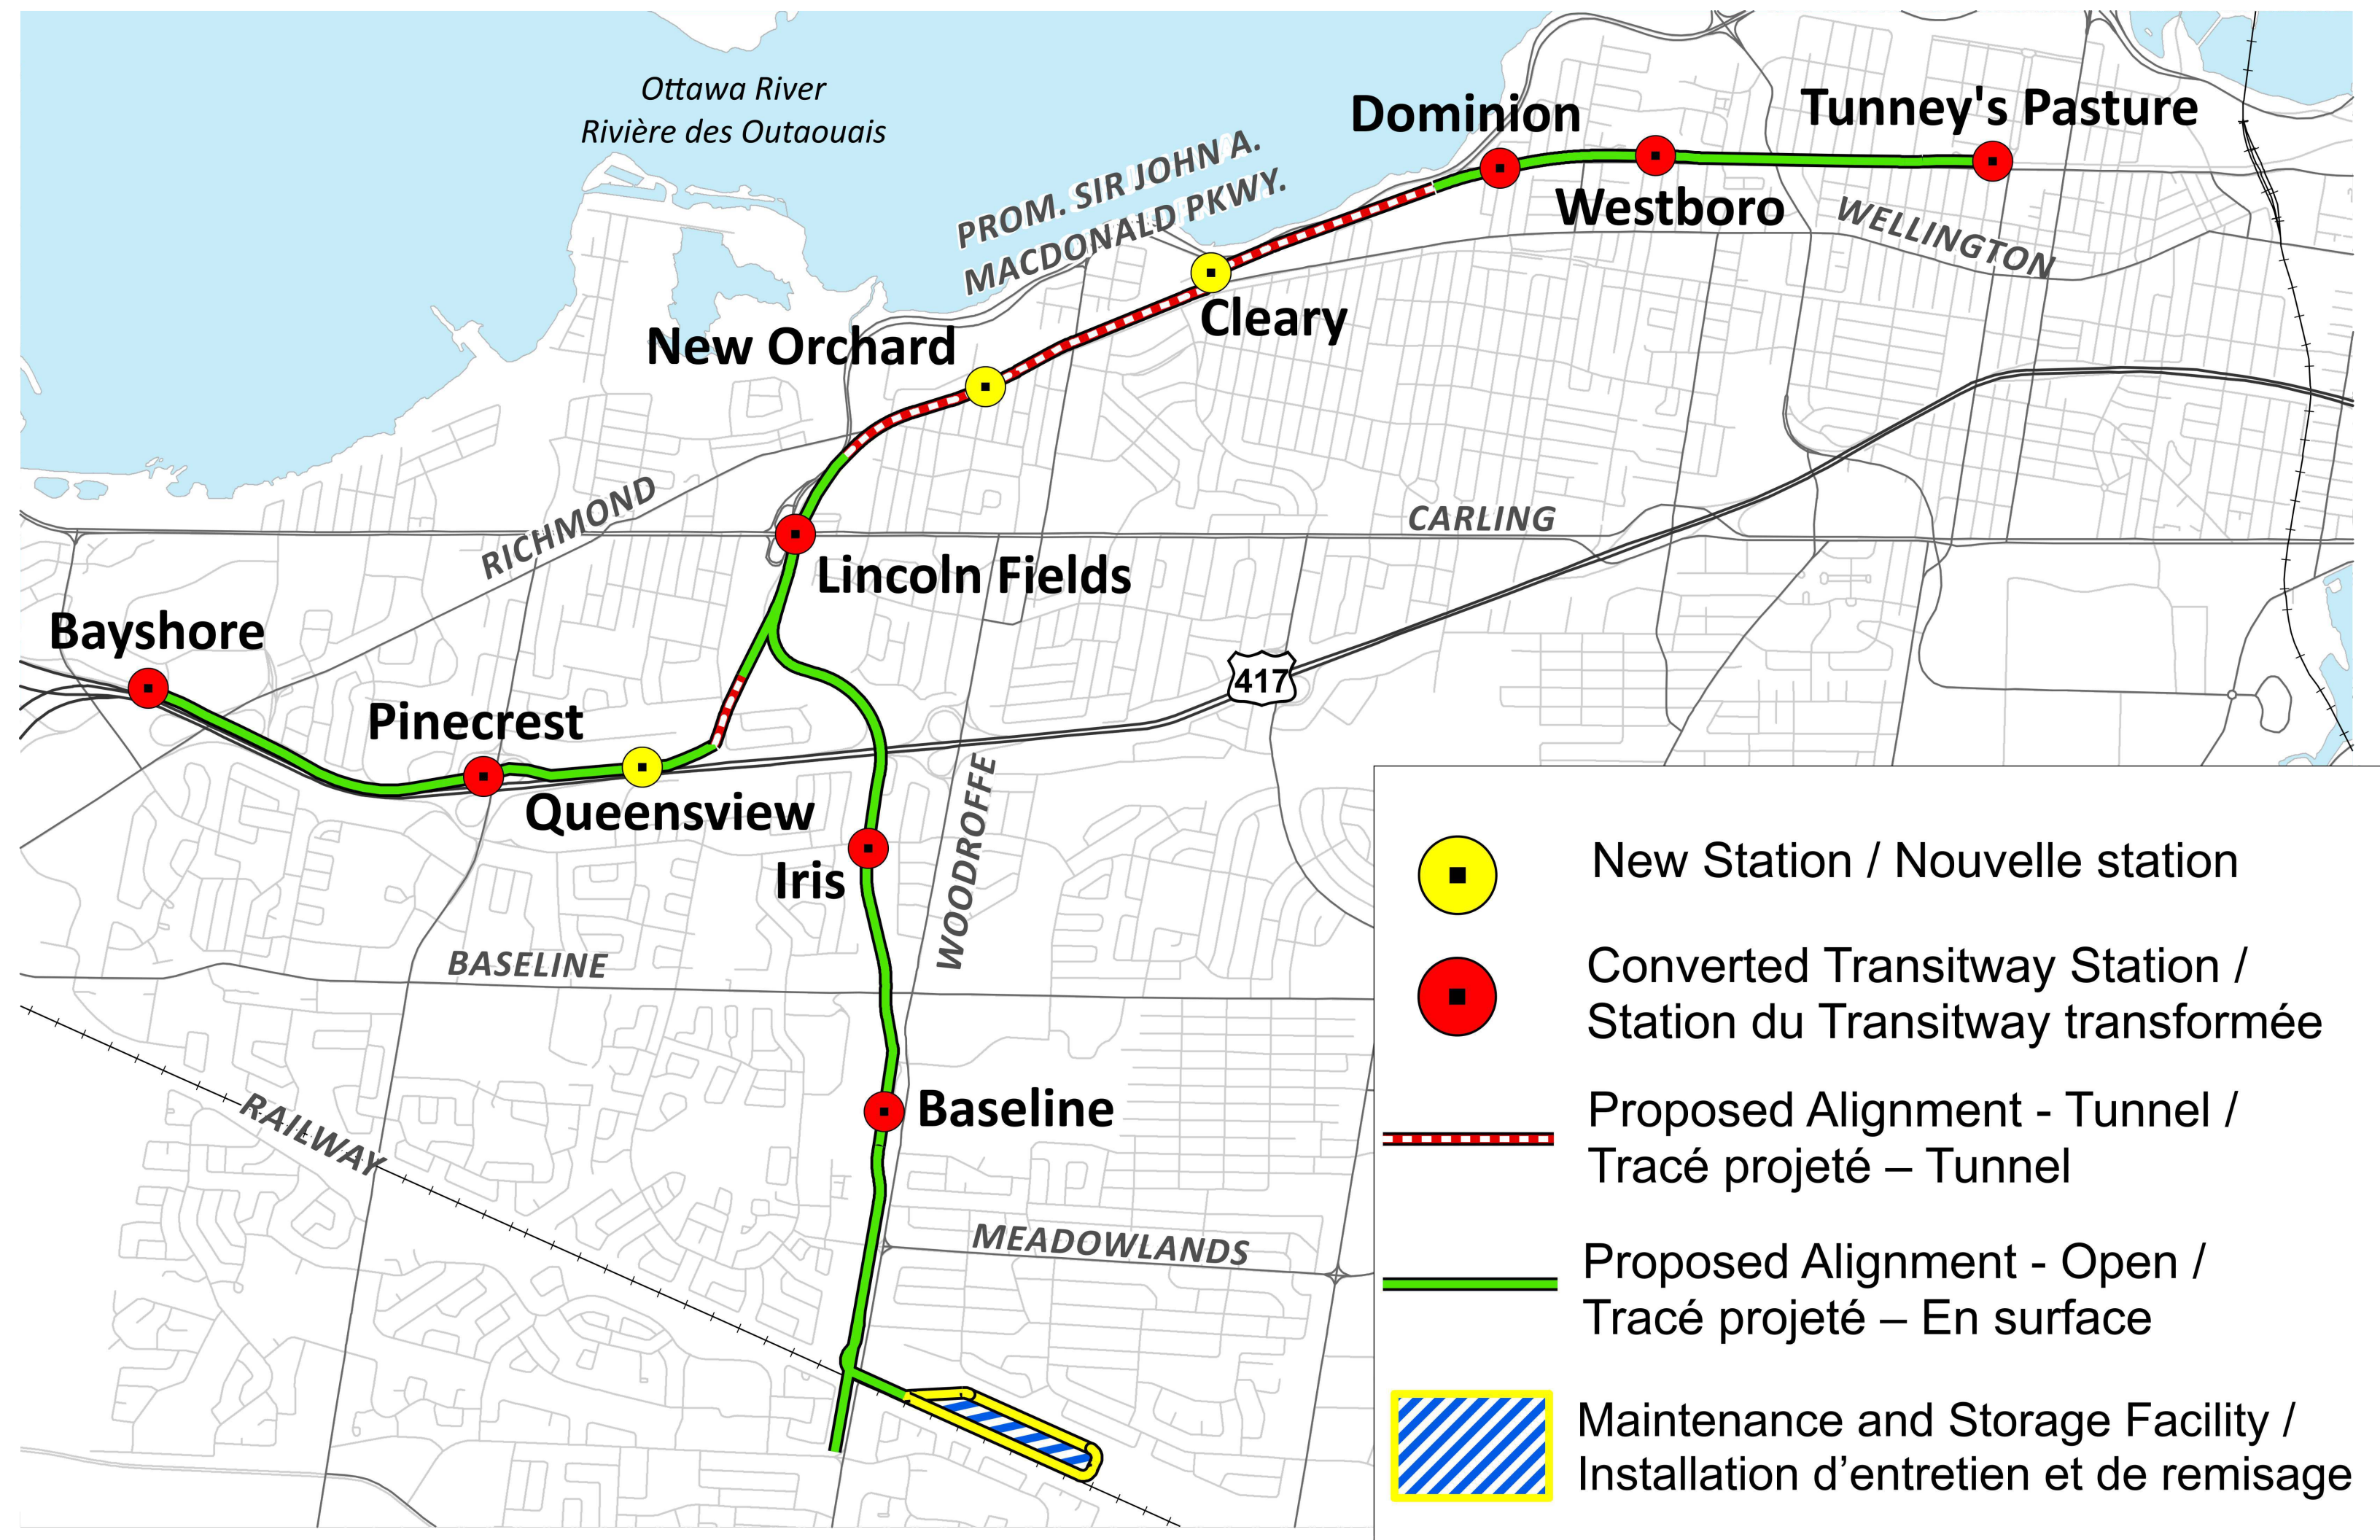 Ottawa River
Rivière des Outaouais
PROM. SIR JOHN A.
MACDONALD PKWY.
Dominion
Tunney's Pasture
Westboro
WELLINGTON
Cleary
New Orchard
RICHMOND
CARLING
Lincoln Fields
Bayshore
417
Pinecrest
Queensview
Iris
WOODROFFE
BASELINE
Baseline
RAILWAY
MEADOWLANDS
New Station / Nouvelle station
Converted Transitway Station /
Station du Transitway transformée
Proposed Alignment - Tunnel /
Tracé projeté – Tunnel
Proposed Alignment - Open /
Tracé projeté – En surface
Maintenance and Storage Facility /
Installation d’entretien et de remisage